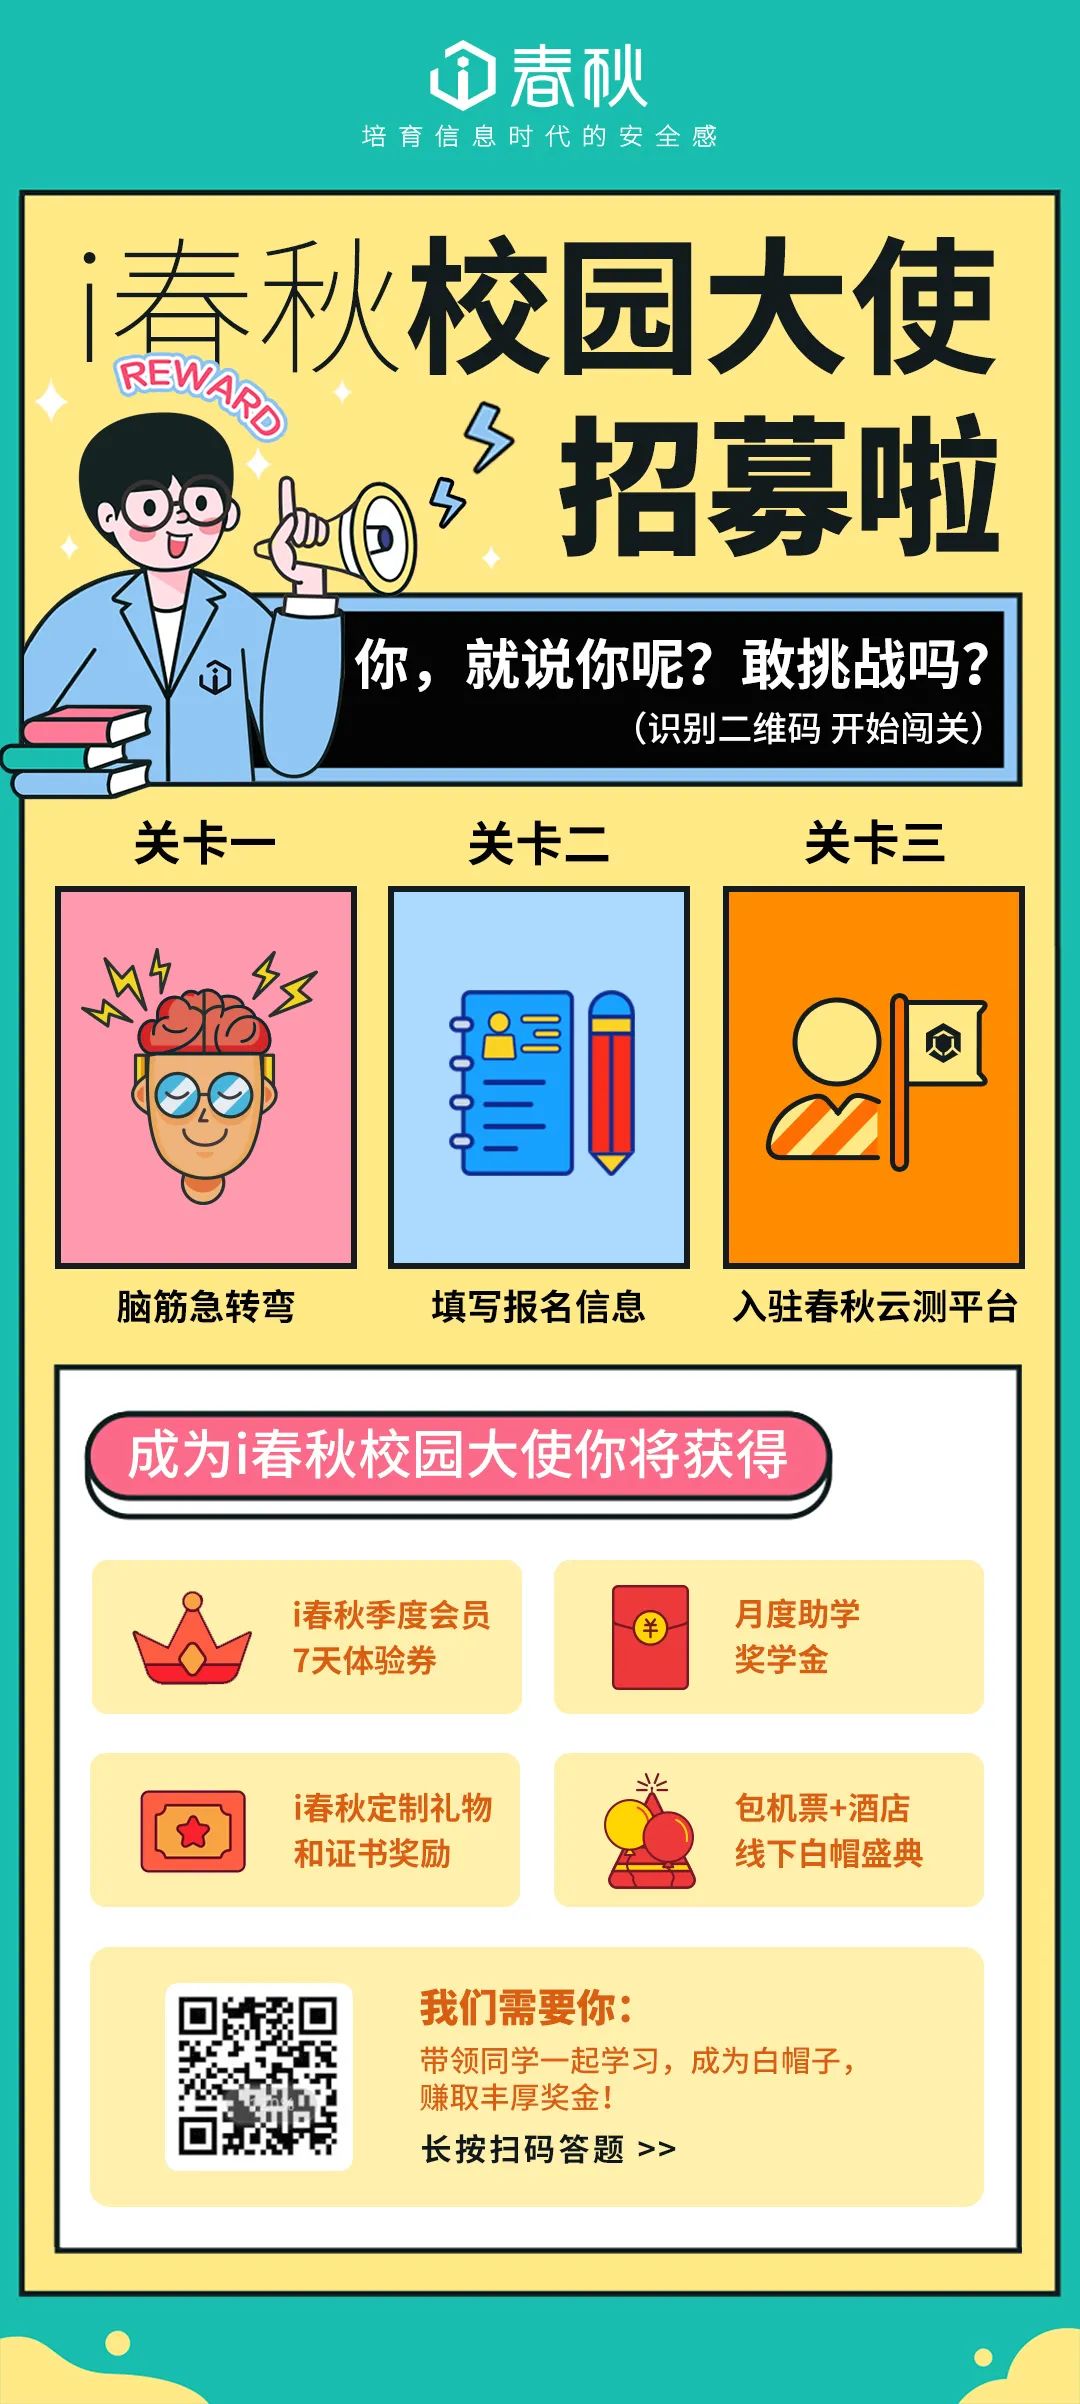 i春秋
培育信息时代的安全感
i春秋校园大使
招募啦
REWARD
你，就说你呢？敢挑战吗？
（识别二维码 开始闯关）
关卡一
关卡二
关卡三
脑筋急转弯
填写报名信息
入驻春秋云测平台
成为i春秋校园大使你将获得
i春秋季度会员
7天体验券
月度助学
奖学金
i春秋定制礼物
和证书奖励
包机票+酒店
线下白帽盛典
我们需要你：
带领同学一起学习，成为白帽子，
赚取丰厚奖金！
长按扫码答题 >>